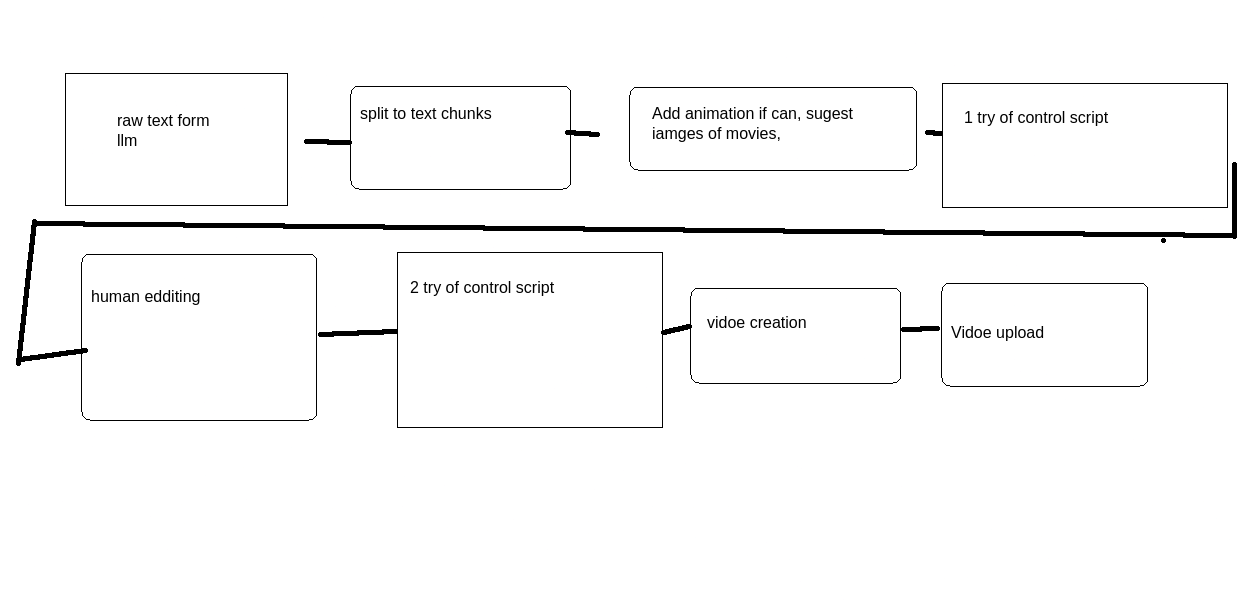 raw text form
llm
split to text chunks
Add animation if can, sugest
iamges of movies,
1 try of control script
human edditing
2 try of control script
vidoe creation
Vidoe upload